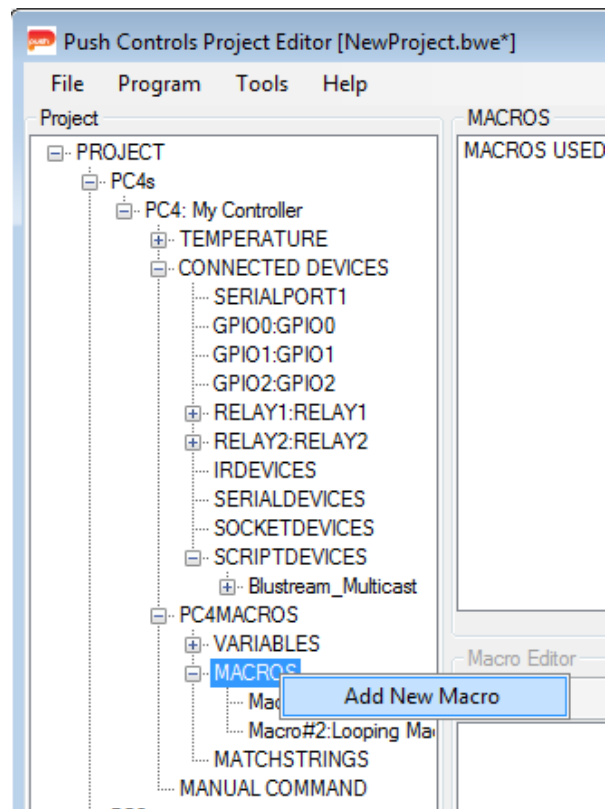 Push Controls Project Editor [NewProject.bwe*]
File Program Tools Help
Project
PROJECT
PC4s
PC4: My Controller
TEMPERATURE
CONNECTED DEVICES
SERIALPORT1
GPIO0:GPIO0
GPIO1:GPIO1
GPIO2:GPIO2
RELAY1:RELAY1
RELAY2:RELAY2
IRDEVICES
SERIALDEVICES
SOCKETDEVICES
SCRIPTDEVICES
Blustream_Multicast
PC4MACROS
VARIABLES
MACROS
Mac
Macro#2:Looping Ma
MATCHSTRINGS
MANUAL COMMAND
MACROS
MACROS USED
Macro Editor
Add New Macro